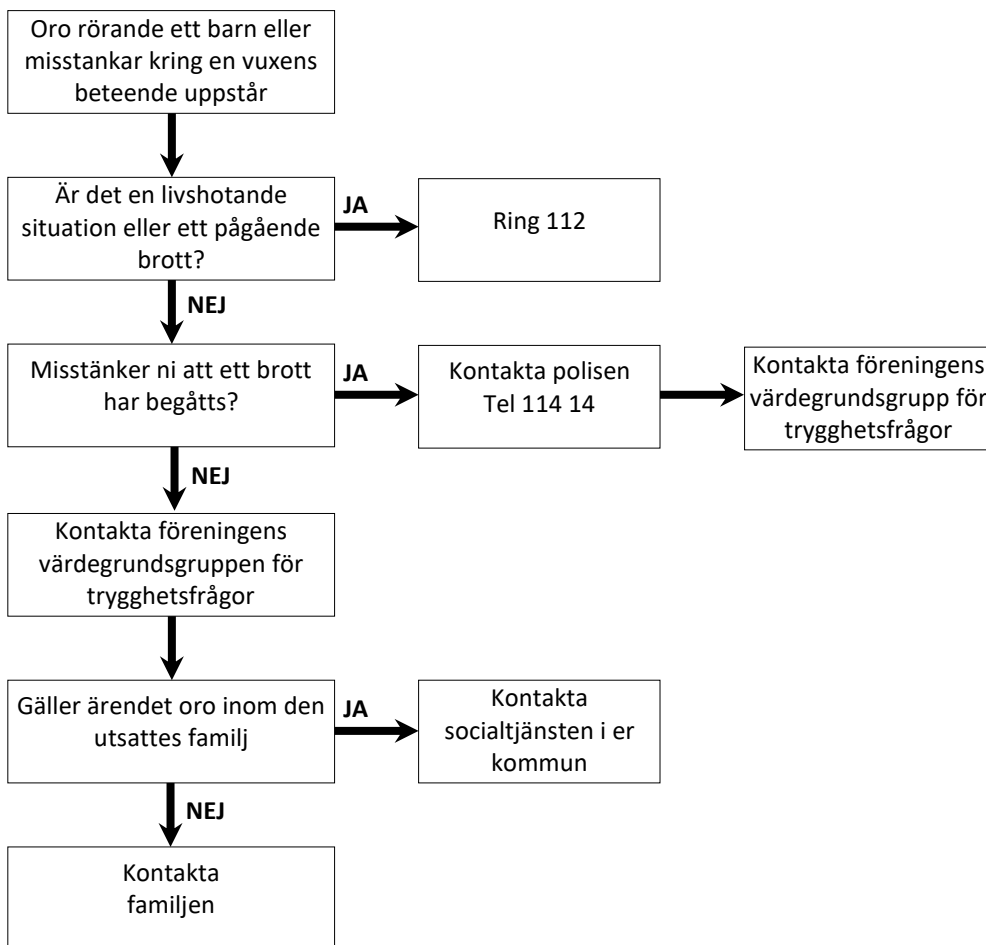 Oro rörande ett barn eller
misstankar kring en vuxens
beteende uppstår
Är det en livshotande
situation eller ett pågående
brott?
JA
Ring 112
NEJ
Misstänker ni att ett brott
har begåtts?
JA
Kontakta polisen
Tel 114 14
Kontakta föreningens
värdegrundsgrupp för
trygghetsfrågor
NEJ
Kontakta föreningens
värdegrundsgruppen för
trygghetsfrågor
Gäller ärendet oro inom den
utsattes familj
JA
Kontakta
socialtjänsten i er
kommun
NEJ
Kontakta
familjen